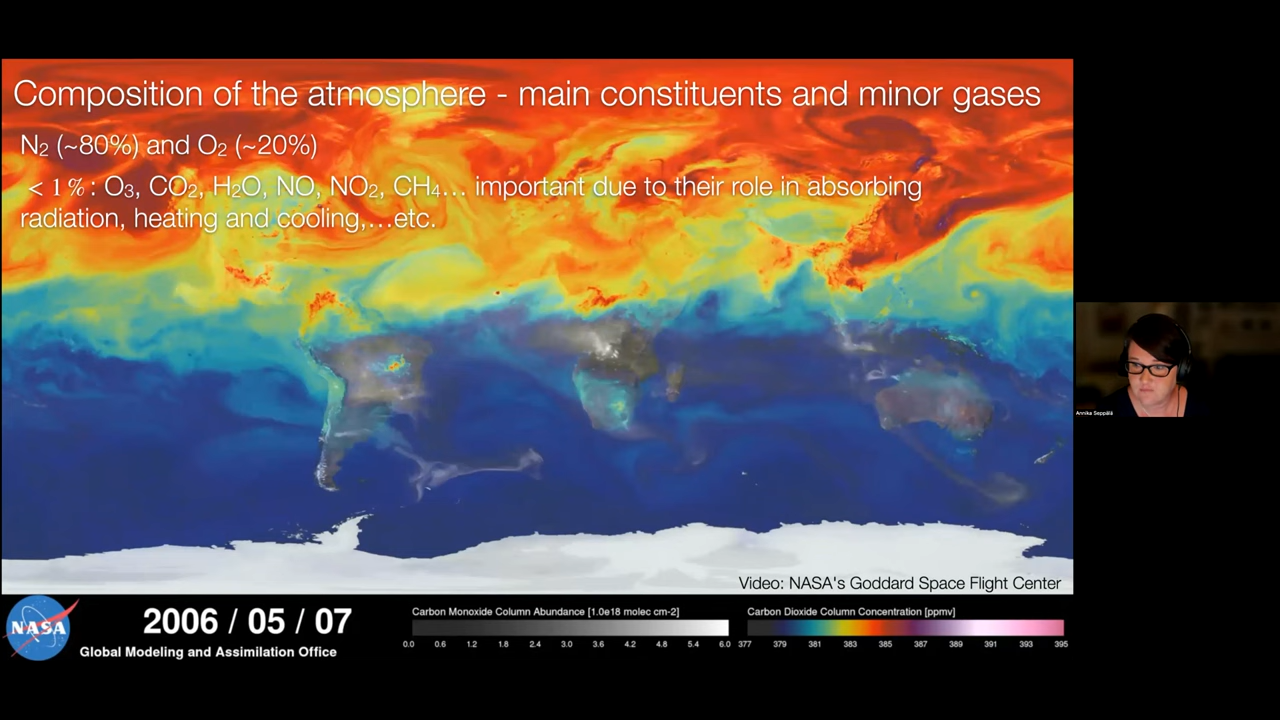 Composition of the atmosphere - main constituents and minor gases
N₂ (~80%) and O₂ (~20%)
< 1 % : O₃, CO₂, H₂O, NO, NO₂, CH₄… important due to their role in absorbing
radiation, heating and cooling,…etc.
Annika Seppälä
Video: NASA's Goddard Space Flight Center
NASA
2006 / 05 / 07
Global Modeling and Assimilation Office
Carbon Monoxide Column Abundance [1.0e18 molec cm-2]
0.0 0.6 1.2 1.8 2.4 3.0 3.6 4.2 4.8 5.4 6.0
Carbon Dioxide Column Concentration [ppmv]
377 379 381 383 385 387 389 391 393 395